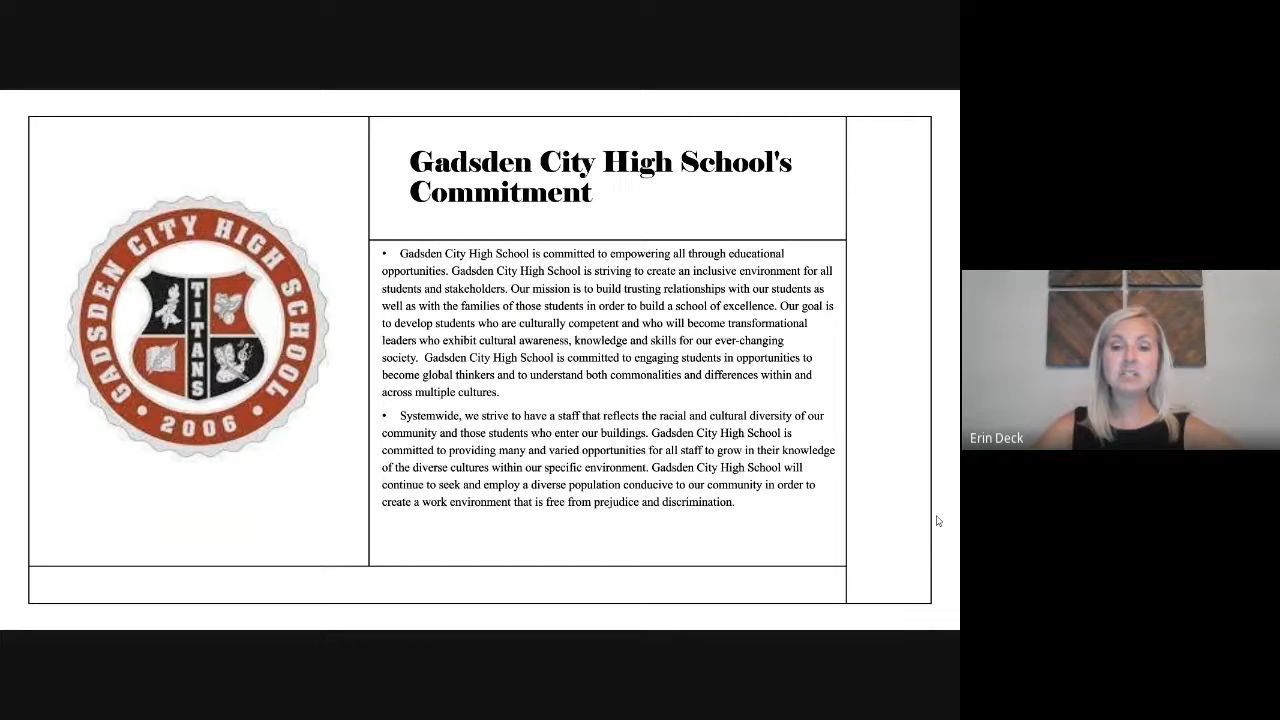 Gadsden City High School's
Commitment
• Gadsden City High School is committed to empowering all through educational
opportunities. Gadsden City High School is striving to create an inclusive environment for all
students and stakeholders. Our mission is to build trusting relationships with our students as
well as with the families of those students in order to build a school of excellence. Our goal is
to develop students who are culturally competent and who will become transformational
leaders who exhibit cultural awareness, knowledge and skills for our ever-changing
society. Gadsden City High School is committed to engaging students in opportunities to
become global thinkers and to understand both commonalities and differences within and
across multiple cultures.
• Systemwide, we strive to have a staff that reflects the racial and cultural diversity of our
community and those students who enter our buildings. Gadsden City High School is
committed to providing many and varied opportunities for all staff to grow in their knowledge
of the diverse cultures within our specific environment. Gadsden City High School will
continue to seek and employ a diverse population conducive to our community in order to
create a work environment that is free from prejudice and discrimination.
GADSDEN CITY HIGH SCHOOL
TITANS
• 2006 •
Erin Deck